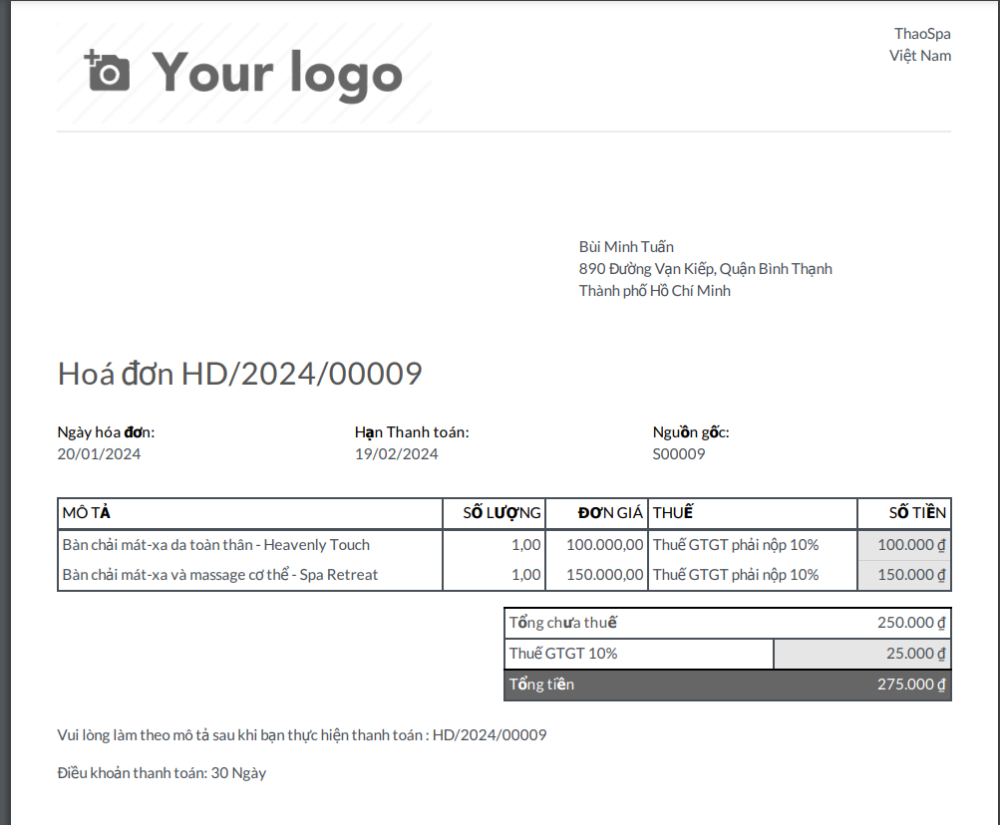 Your logo
ThaoSpa
Việt Nam
Bùi Minh Tuấn
890 Đường Vạn Kiếp, Quận Bình Thạnh
Thành phố Hồ Chí Minh
Hoá đơn HD/2024/00009
Ngày hóa đơn: Hạn Thanh toán: Nguồn gốc:
20/01/2024 19/02/2024 S00009
MÔ TẢ SỐ LƯỢNG ĐƠN GIÁ THUẾ SỐ TIỀN
Bàn chải mát-xa da toàn thân - Heavenly Touch 1,00 100.000,00 Thuế GTGT phải nộp 10% 100.000 ₫
Bàn chải mát-xa và massage cơ thể - Spa Retreat 1,00 150.000,00 Thuế GTGT phải nộp 10% 150.000 ₫
Tổng chưa thuế 250.000 ₫
Thuế GTGT 10% 25.000 ₫
Tổng tiền 275.000 ₫
Vui lòng làm theo mô tả sau khi bạn thực hiện thanh toán : HD/2024/00009
Điều khoản thanh toán: 30 Ngày